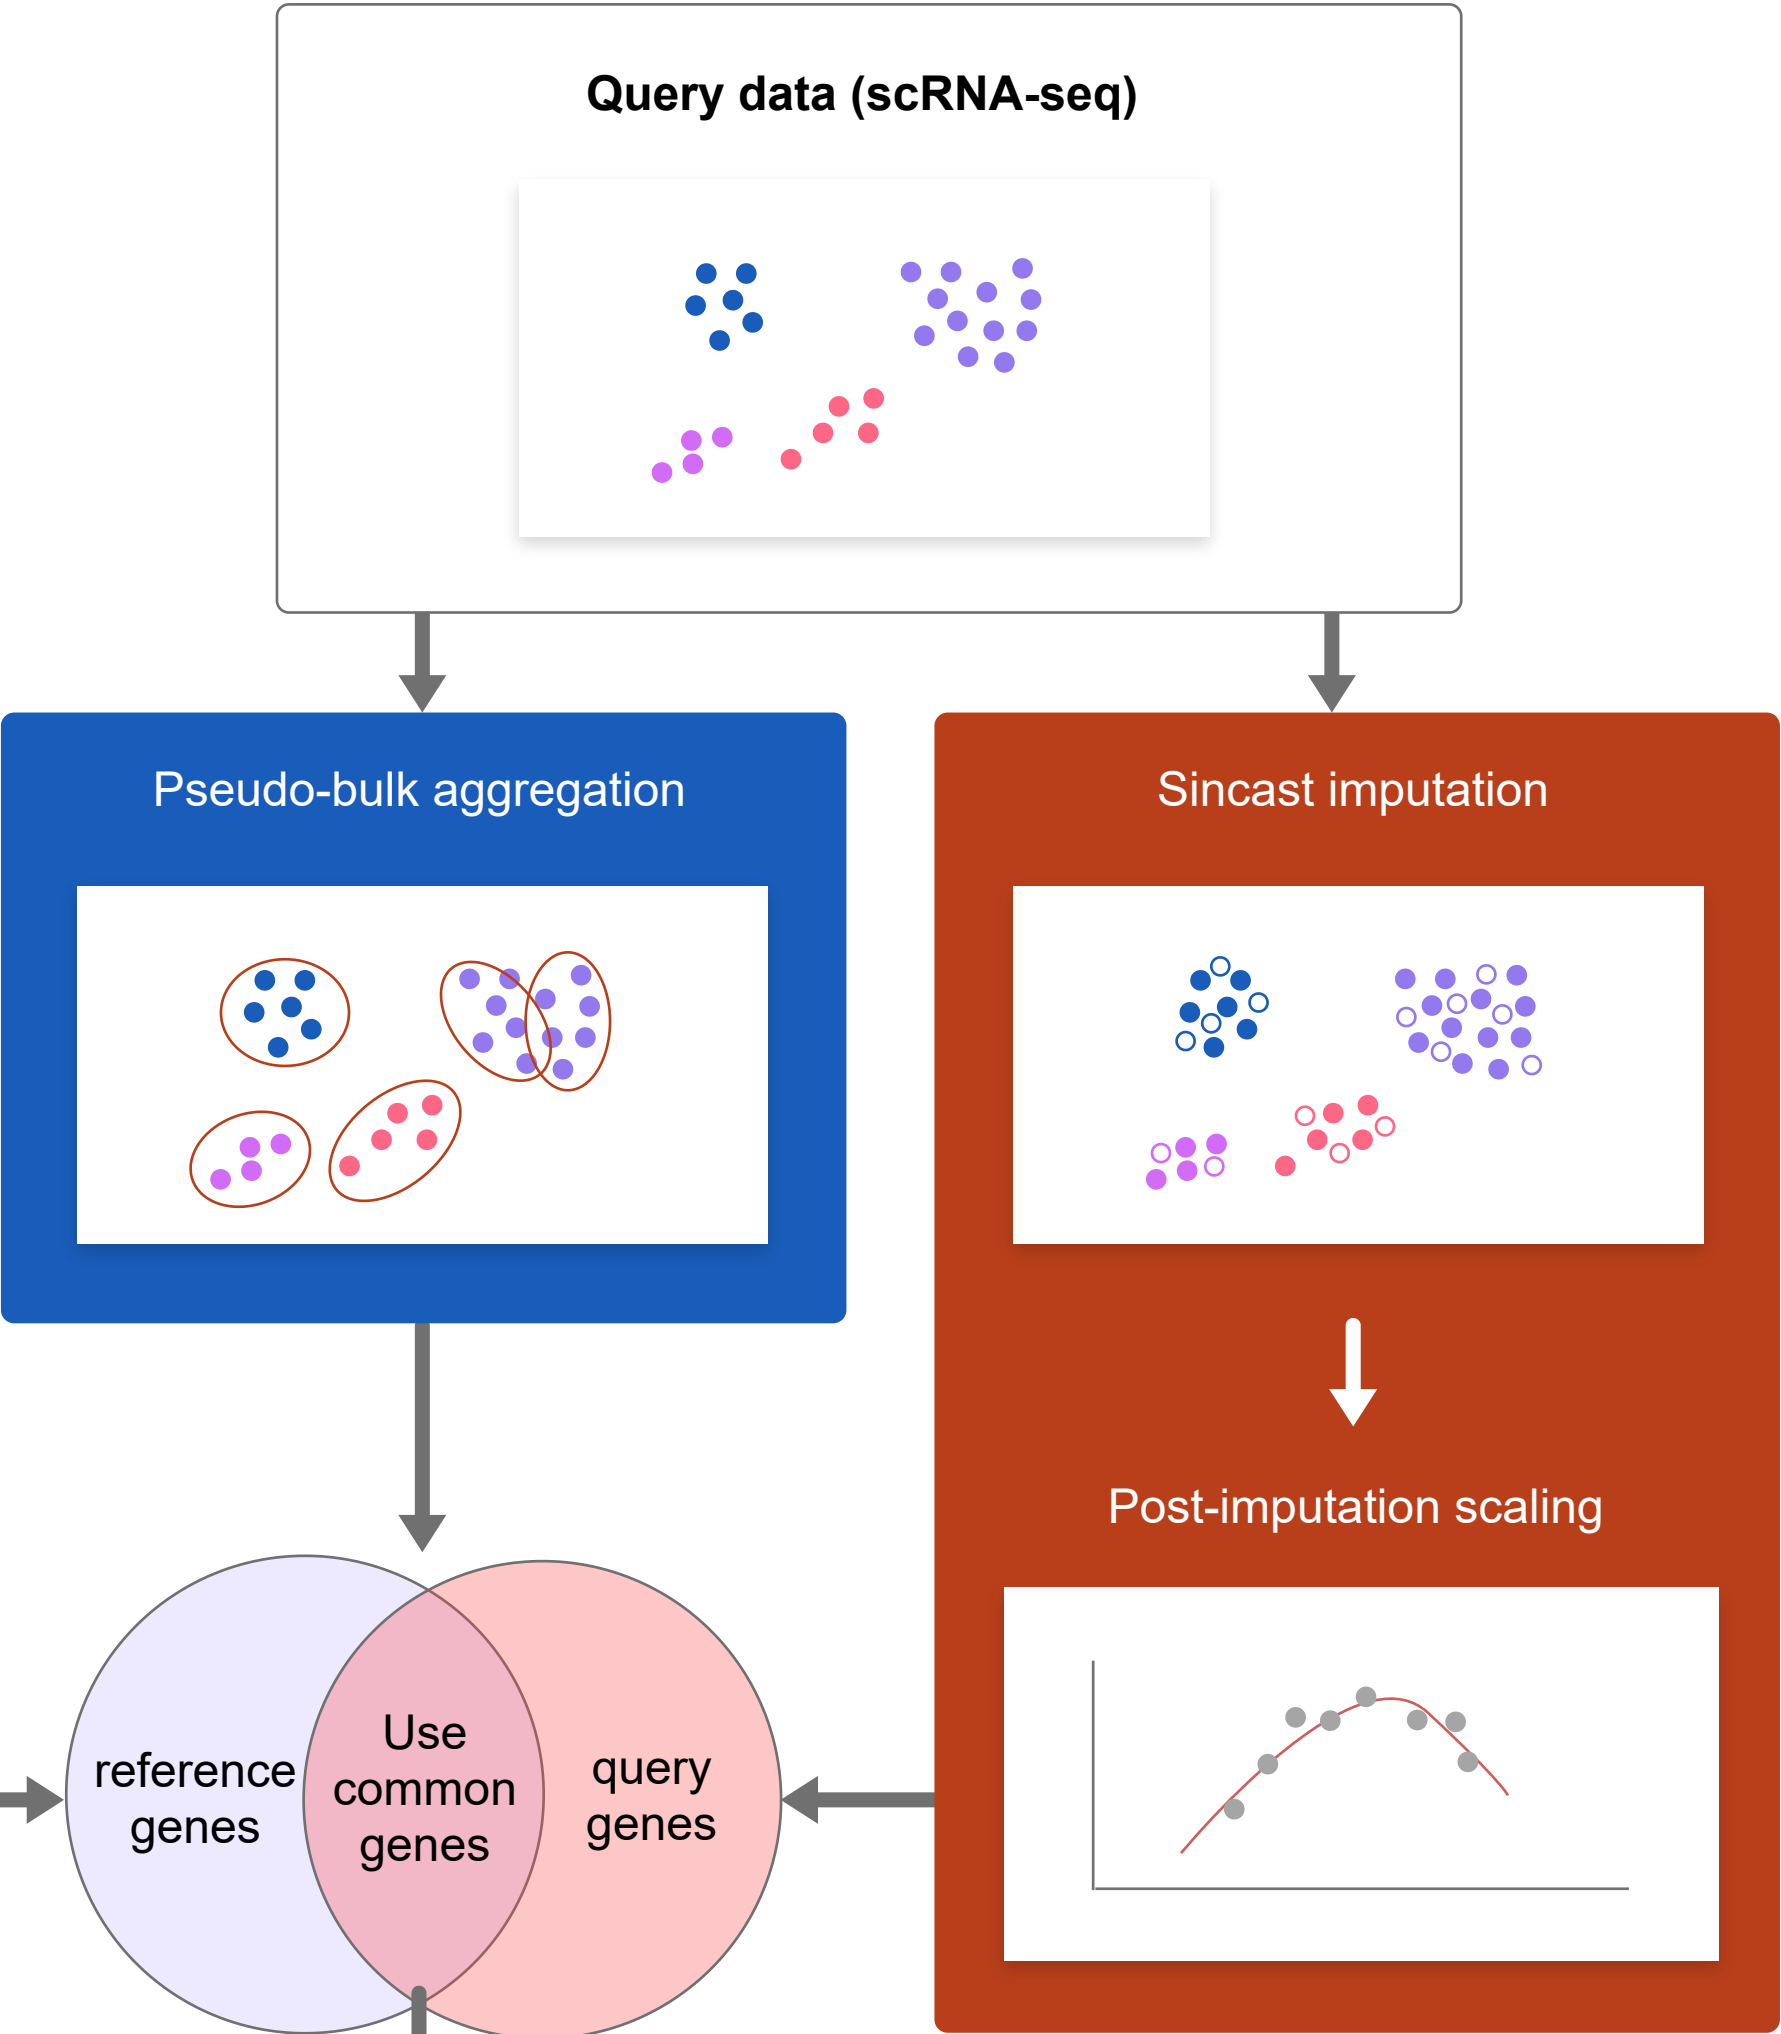 Query data (scRNA-seq)
Pseudo-bulk aggregation
Sincast imputation
Post-imputation scaling
reference
genes
Use
common
genes
query
genes